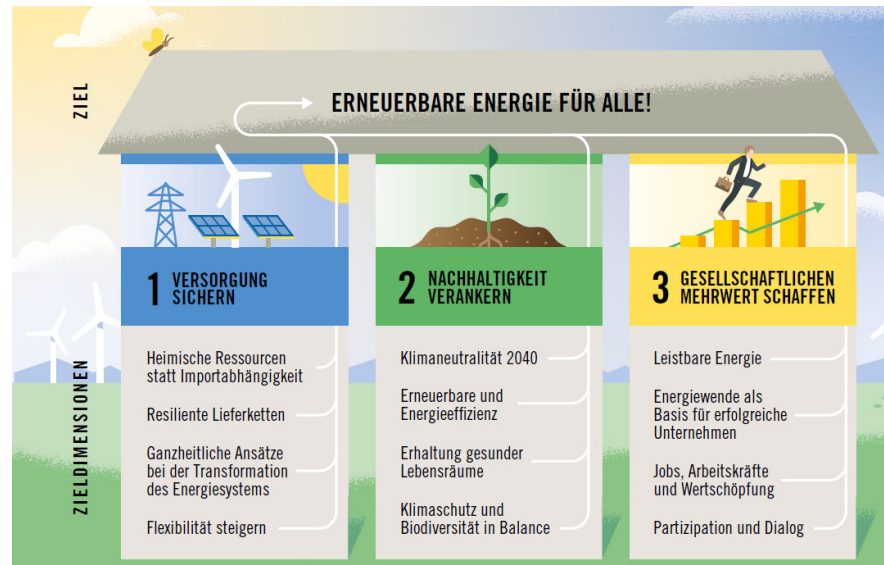 ZIEL
ERNEUERBARE ENERGIE FÜR ALLE!
ZIELDIMENSIONEN
1 VERSORGUNG
SICHERN
Heimische Ressourcen
statt Importabhängigkeit
Resiliente Lieferketten
Ganzheitliche Ansätze
bei der Transformation
des Energiesystems
Flexibilität steigern
2 NACHHALTIGKEIT
VERANKERN
Klimaneutralität 2040
Erneuerbare und
Energieeffizienz
Erhaltung gesunder
Lebensräume
Klimaschutz und
Biodiversität in Balance
3 GESELLSCHAFTLICHEN
MEHRWERT SCHAFFEN
Leistbare Energie
Energiewende als
Basis für erfolgreiche
Unternehmen
Jobs, Arbeitskräfte
und Wertschöpfung
Partizipation und Dialog